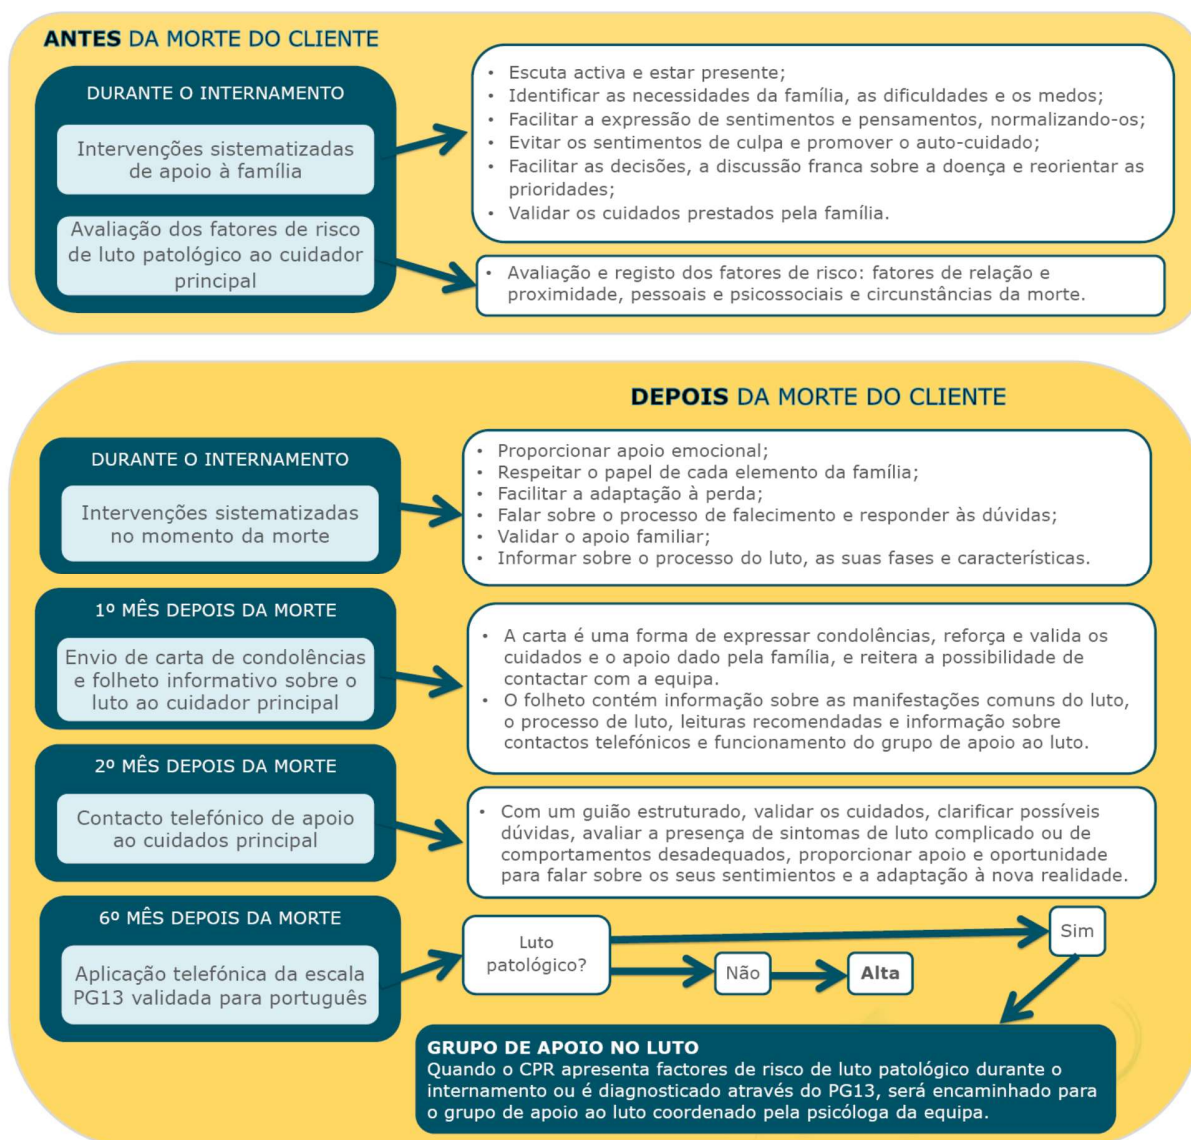 ANTES DA MORTE DO CLIENTE
DURANTE O INTERNAMENTO
Intervenções sistematizadas
de apoio à família
• Escuta activa e estar presente;
• Identificar as necessidades da família, as dificuldades e os medos;
• Facilitar a expressão de sentimentos e pensamentos, normalizando-os;
• Evitar os sentimentos de culpa e promover o auto-cuidado;
• Facilitar as decisões, a discussão franca sobre a doença e reorientar as
prioridades;
• Validar os cuidados prestados pela família.
Avaliação dos fatores de risco
de luto patológico ao cuidador
principal
• Avaliação e registo dos fatores de risco: fatores de relação e
proximidade, pessoais e psicossociais e circunstâncias da morte.
DEPOIS DA MORTE DO CLIENTE
DURANTE O INTERNAMENTO
Intervenções sistematizadas
no momento da morte
• Proporcionar apoio emocional;
• Respeitar o papel de cada elemento da família;
• Facilitar a adaptação à perda;
• Falar sobre o processo de falecimento e responder às dúvidas;
• Validar o apoio familiar;
• Informar sobre o processo do luto, as suas fases e características.
1º MÊS DEPOIS DA MORTE
Envio de carta de condolências
e folheto informativo sobre o
luto ao cuidador principal
• A carta é uma forma de expressar condolências, reforça e valida os
cuidados e o apoio dado pela família, e reitera a possibilidade de
contactar com a equipa.
• O folheto contém informação sobre as manifestações comuns do luto,
o processo de luto, leituras recomendadas e informação sobre
contactos telefónicos e funcionamento do grupo de apoio ao luto.
2º MÊS DEPOIS DA MORTE
Contacto telefónico de apoio
ao cuidados principal
• Com um guião estruturado, validar os cuidados, clarificar possíveis
dúvidas, avaliar a presença de sintomas de luto complicado ou de
comportamentos desadequados, proporcionar apoio e oportunidade
para falar sobre os seus sentimientos e a adaptação à nova realidade.
6º MÊS DEPOIS DA MORTE
Aplicação telefónica da escala
PG13 validada para português
Luto
patológico?
Sim
Não
Alta
GRUPO DE APOIO NO LUTO
Quando o CPR apresenta factores de risco de luto patológico durante o
internamento ou é diagnosticado através do PG13, será encaminhado para
o grupo de apoio ao luto coordenado pela psicóloga da equipa.